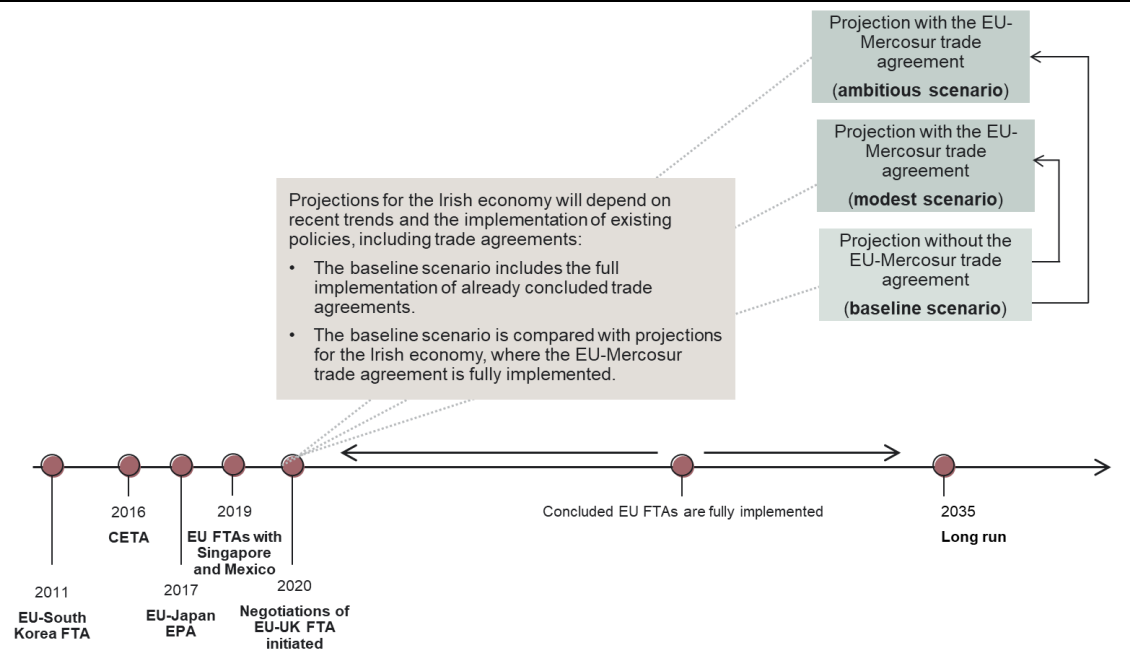 Projection with the EU-
Mercosur trade
agreement
(ambitious scenario)
Projection with the EU-
Mercosur trade
agreement
(modest scenario)
Projection without the
EU-Mercosur trade
agreement
(baseline scenario)
Projections for the Irish economy will depend on
recent trends and the implementation of existing
policies, including trade agreements:
• The baseline scenario includes the full
implementation of already concluded trade
agreements.
• The baseline scenario is compared with projections
for the Irish economy, where the EU-Mercosur
trade agreement is fully implemented.
2011
EU-South
Korea FTA
2016
CETA
2017
EU-Japan
EPA
2019
EU FTAs with
Singapore
and Mexico
2020
Negotiations of
EU-UK FTA
initiated
Concluded EU FTAs are fully implemented
2035
Long run